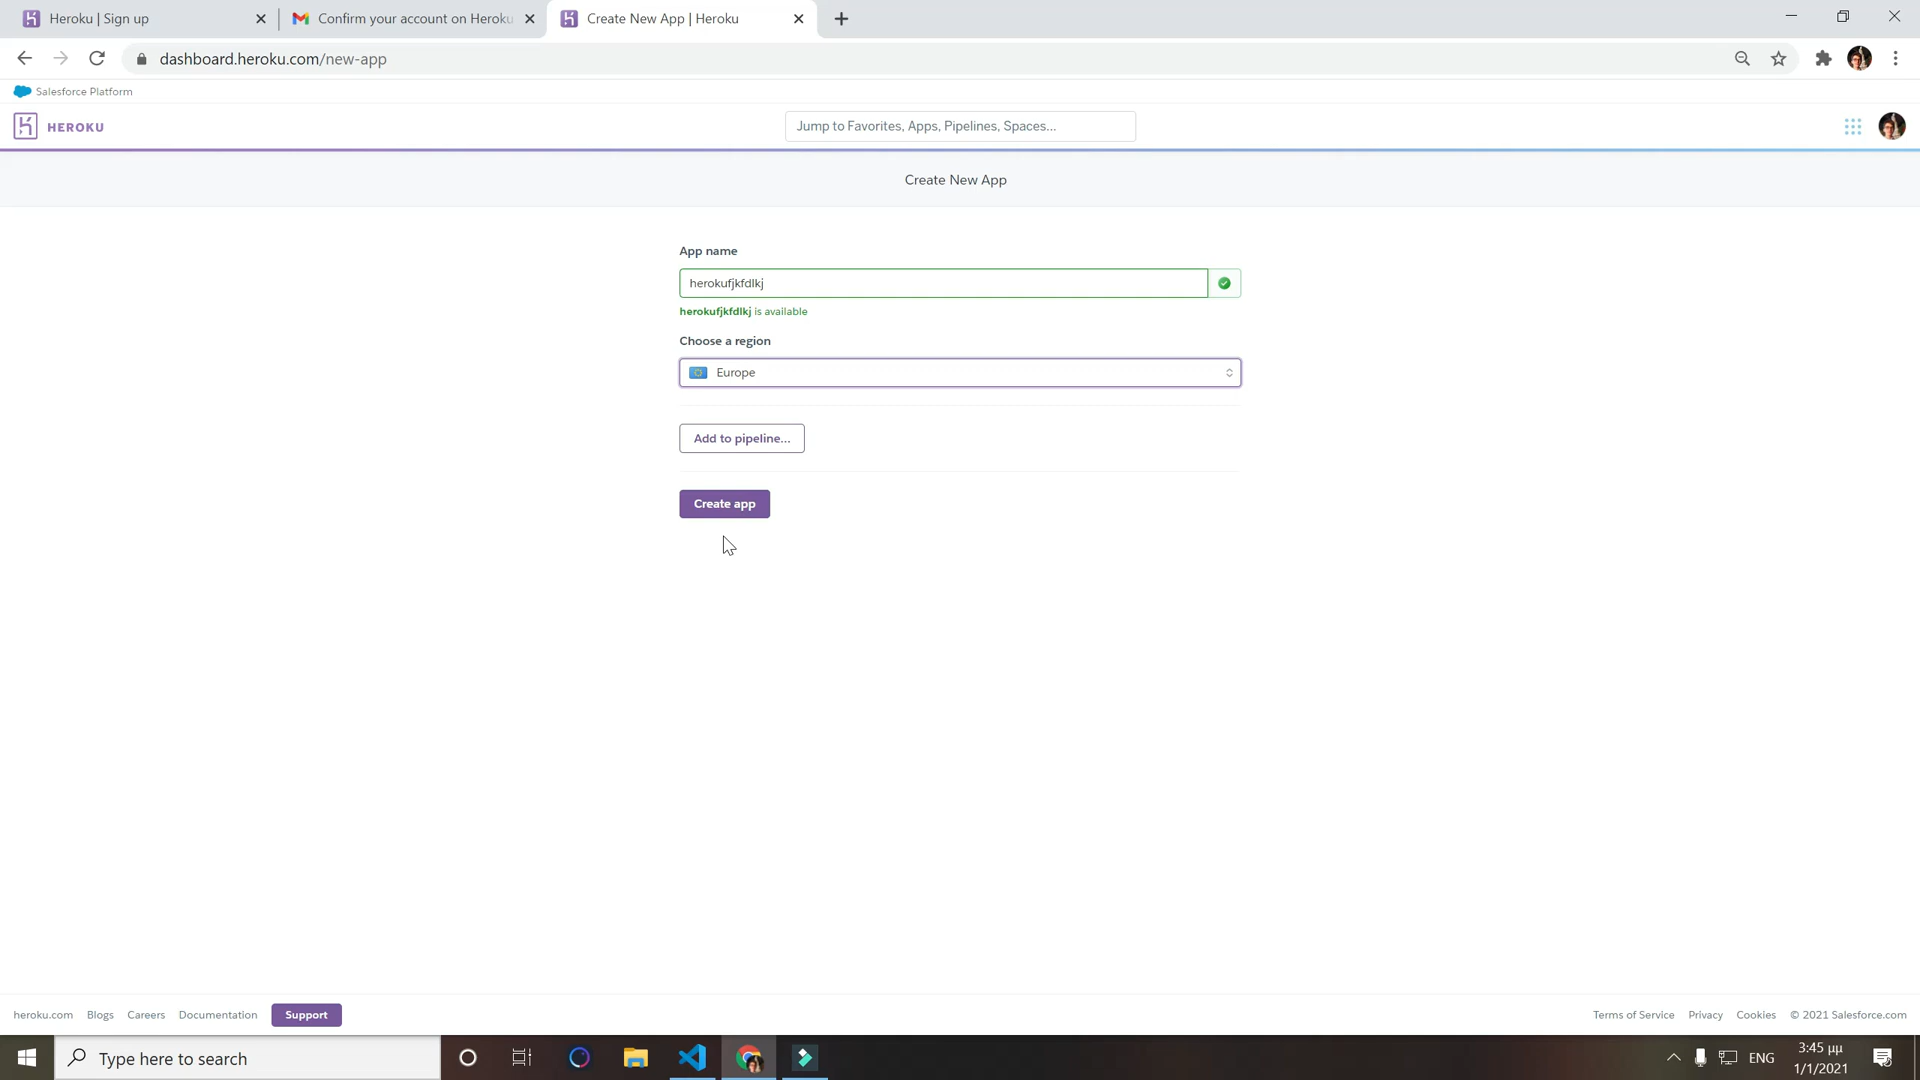 Heroku | Sign up
Confirm your account on Heroku
Create New App | Heroku
dashboard.heroku.com/new-app
Salesforce Platform
HEROKU
Jump to Favorites, Apps, Pipelines, Spaces...
Create New App
App name
herokufjkfdlkj
herokufjkfdlkj is available
Choose a region
Europe
Add to pipeline...
Create app
heroku.com
Blogs
Careers
Documentation
Support
Terms of Service
Privacy
Cookies
© 2021 Salesforce.com
Type here to search
ENG
3:45 μμ
1/1/2021